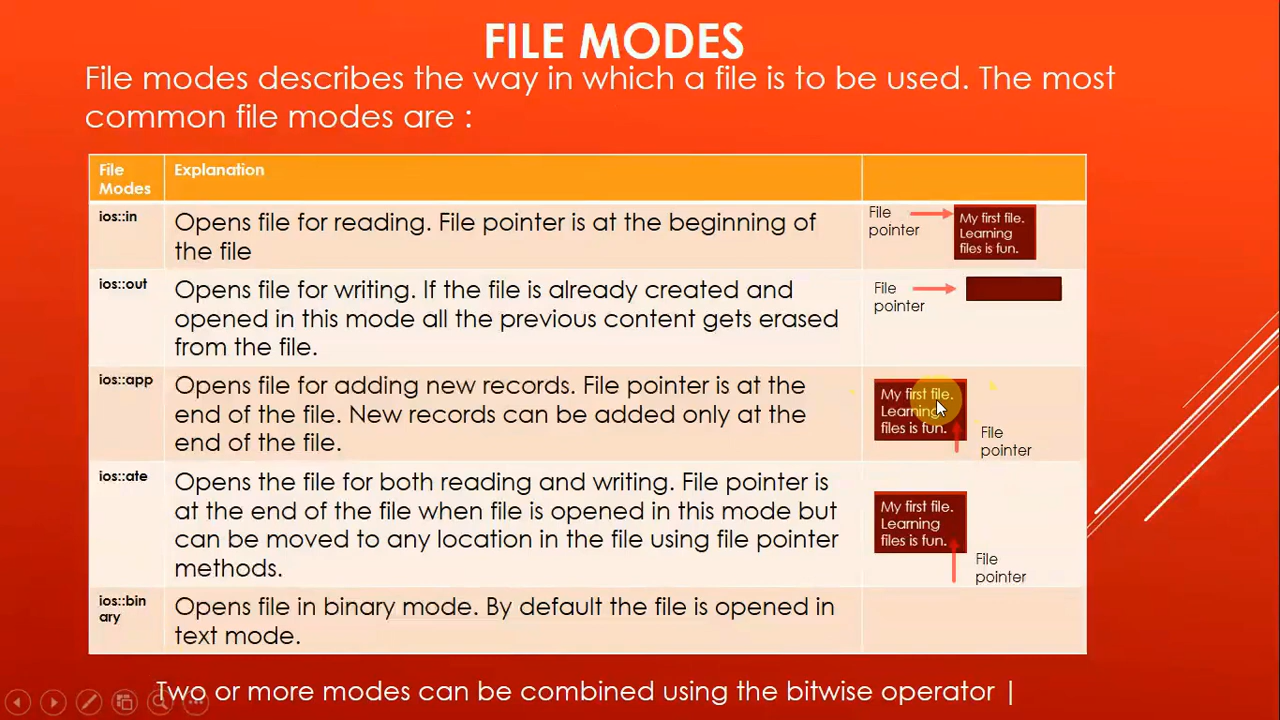 FILE MODES
File modes describes the way in which a file is to be used. The most
common file modes are :
File
Modes
Explanation
ios::in
Opens file for reading. File pointer is at the beginning of
the file
File
pointer
My first file.
Learning
files is fun.
ios::out
Opens file for writing. If the file is already created and
opened in this mode all the previous content gets erased
from the file.
File
pointer
ios::app
Opens file for adding new records. File pointer is at the
end of the file. New records can be added only at the
end of the file.
My first file.
Learning
files is fun.
File
pointer
ios::ate
Opens the file for both reading and writing. File pointer is
at the end of the file when file is opened in this mode but
can be moved to any location in the file using file pointer
methods.
My first file.
Learning
files is fun.
File
pointer
ios::bin
ary
Opens file in binary mode. By default the file is opened in
text mode.
Two or more modes can be combined using the bitwise operator |